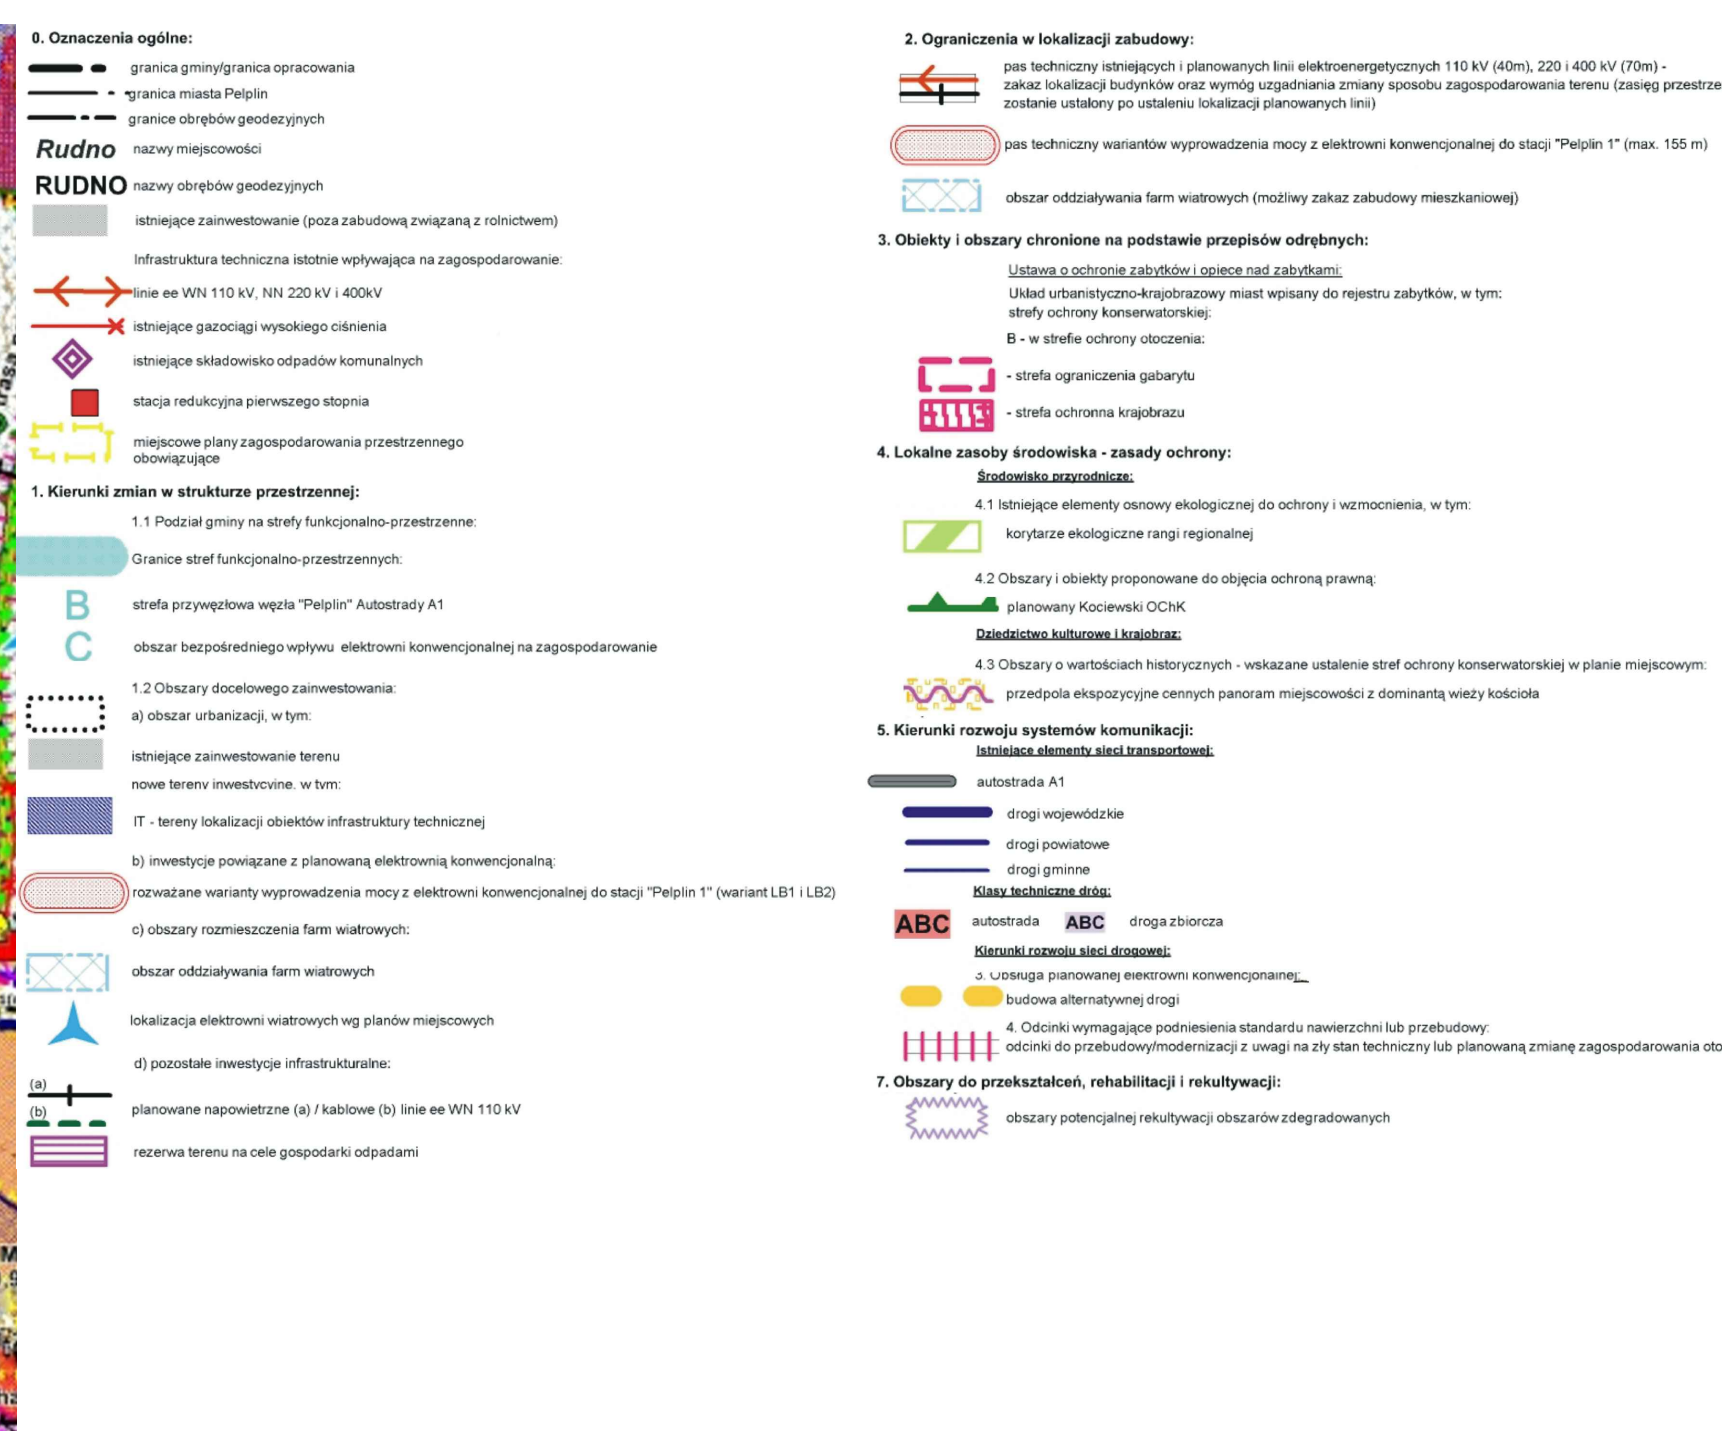 0. Oznaczenia ogólne:
granica gminy/granica opracowania
granica miasta Pelplin
granice obrębów geodezyjnych
Rudno nazwy miejscowości
RUDNO nazwy obrębów geodezyjnych
istniejące zainwestowanie (poza zabudową związaną z rolnictwem)
Infrastruktura techniczna istotnie wpływająca na zagospodarowanie:
linie ee WN 110 kV, NN 220 kV i 400kV
istniejące gazociągi wysokiego ciśnienia
istniejące składowisko odpadów komunalnych
stacja redukcyjna pierwszego stopnia
miejscowe plany zagospodarowania przestrzennego
obowiązujące
1. Kierunki zmian w strukturze przestrzennej:
1.1 Podział gminy na strefy funkcjonalno-przestrzenne:
Granice stref funkcjonalno-przestrzennych:
B strefa przywęzłowa węzła "Pelplin" Autostrady A1
C obszar bezpośredniego wpływu elektrowni konwencjonalnej na zagospodarowanie
1.2 Obszary docelowego zainwestowania:
a) obszar urbanizacji, w tym:
istniejące zainwestowanie terenu
nowe tereny inwestycyjne, w tym:
IT - tereny lokalizacji obiektów infrastruktury technicznej
b) inwestycje powiązane z planowaną elektrownią konwencjonalną:
rozważane warianty wyprowadzenia mocy z elektrowni konwencjonalnej do stacji "Pelplin 1" (wariant LB1 i LB2)
c) obszary rozmieszczenia farm wiatrowych:
obszar oddziaływania farm wiatrowych
lokalizacja elektrowni wiatrowych wg planów miejscowych
d) pozostałe inwestycje infrastrukturalne:
(a)
(b)
planowane napowietrzne (a) / kablowe (b) linie ee WN 110 kV
rezerwa terenu na cele gospodarki odpadami
2. Ograniczenia w lokalizacji zabudowy:
pas techniczny istniejących i planowanych linii elektroenergetycznych 110 kV (40m), 220 i 400 kV (70m) -
zakaz lokalizacji budynków oraz wymóg uzgadniania zmiany sposobu zagospodarowania terenu (zasięg przestrze
zostanie ustalony po ustaleniu lokalizacji planowanych linii)
pas techniczny wariantów wyprowadzenia mocy z elektrowni konwencjonalnej do stacji "Pelplin 1" (max. 155 m)
obszar oddziaływania farm wiatrowych (możliwy zakaz zabudowy mieszkaniowej)
3. Obiekty i obszary chronione na podstawie przepisów odrębnych:
Ustawa o ochronie zabytków i opiece nad zabytkami:
Układ urbanistyczno-krajobrazowy miast wpisany do rejestru zabytków, w tym:
strefy ochrony konserwatorskiej:
B - w strefie ochrony otoczenia:
- strefa ograniczenia gabarytu
- strefa ochronna krajobrazu
4. Lokalne zasoby środowiska - zasady ochrony:
Środowisko przyrodnicze:
4.1 Istniejące elementy osnowy ekologicznej do ochrony i wzmocnienia, w tym:
korytarze ekologiczne rangi regionalnej
4.2 Obszary i obiekty proponowane do objęcia ochroną prawną:
planowany Kociewski OChK
Dziedzictwo kulturowe i krajobraz:
4.3 Obszary o wartościach historycznych - wskazane ustalenie stref ochrony konserwatorskiej w planie miejscowym:
przedpola ekspozycyjne cennych panoram miejscowości z dominantą wieży kościoła
5. Kierunki rozwoju systemów komunikacji:
Istniejące elementy sieci transportowej:
autostrada A1
drogi wojewódzkie
drogi powiatowe
drogi gminne
Klasy techniczne dróg:
ABC autostrada ABC droga zbiorcza
Kierunki rozwoju sieci drogowej:
3. Obsługa planowanej elektrowni konwencjonalnej:
budowa alternatywnej drogi
4. Odcinki wymagające podniesienia standardu nawierzchni lub przebudowy:
odcinki do przebudowy/modernizacji z uwagi na zły stan techniczny lub planowaną zmianę zagospodarowania oto
7. Obszary do przekształceń, rehabilitacji i rekultywacji:
obszary potencjalnej rekultywacji obszarów zdegradowanych